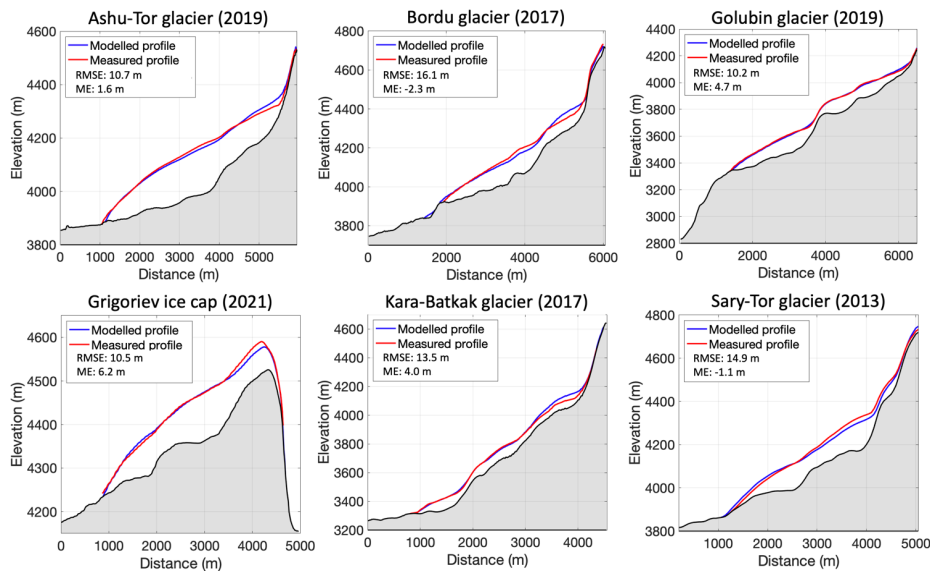 Ashu-Tor glacier (2019)
Modelled profile
Measured profile
RMSE: 10.7 m
ME: 1.6 m
4600
4400
4200
4000
3800
Elevation (m)
0 1000 2000 3000 4000 5000
Distance (m)
Bordu glacier (2017)
Modelled profile
Measured profile
RMSE: 16.1 m
ME: -2.3 m
4800
4600
4400
4200
4000
3800
Elevation (m)
0 2000 4000 6000
Distance (m)
Golubin glacier (2019)
Modelled profile
Measured profile
RMSE: 10.2 m
ME: 4.7 m
4400
4200
4000
3800
3600
3400
3200
3000
2800
Elevation (m)
0 2000 4000 6000
Distance (m)
Grigoriev ice cap (2021)
Modelled profile
Measured profile
RMSE: 10.5 m
ME: 6.2 m
4600
4500
4400
4300
4200
Elevation (m)
0 1000 2000 3000 4000 5000
Distance (m)
Kara-Batkak glacier (2017)
Modelled profile
Measured profile
RMSE: 13.5 m
ME: 4.0 m
4600
4400
4200
4000
3800
3600
3400
3200
Elevation (m)
0 1000 2000 3000 4000
Distance (m)
Sary-Tor glacier (2013)
Modelled profile
Measured profile
RMSE: 14.9 m
ME: -1.1 m
4800
4600
4400
4200
4000
3800
Elevation (m)
1000 2000 3000 4000 5000
Distance (m)